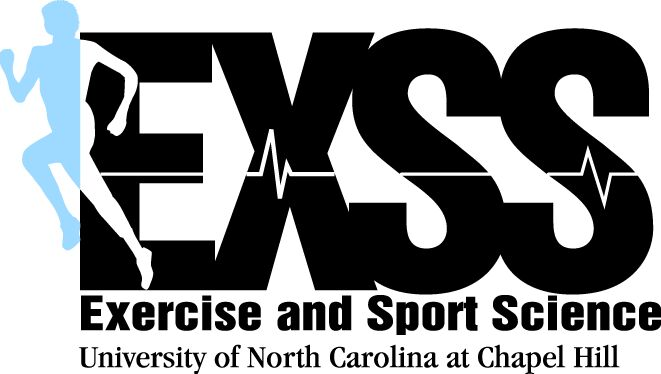 EXSS
Exercise and Sport Science
University of North Carolina at Chapel Hill